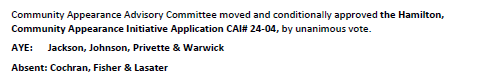 Community Appearance Advisory Committee moved and conditionally approved the Hamilton,
Community Appearance Initiative Application CAI# 24-04, by unanimous vote.
AYE: Jackson, Johnson, Privette & Warwick
Absent: Cochran, Fisher & Lasater